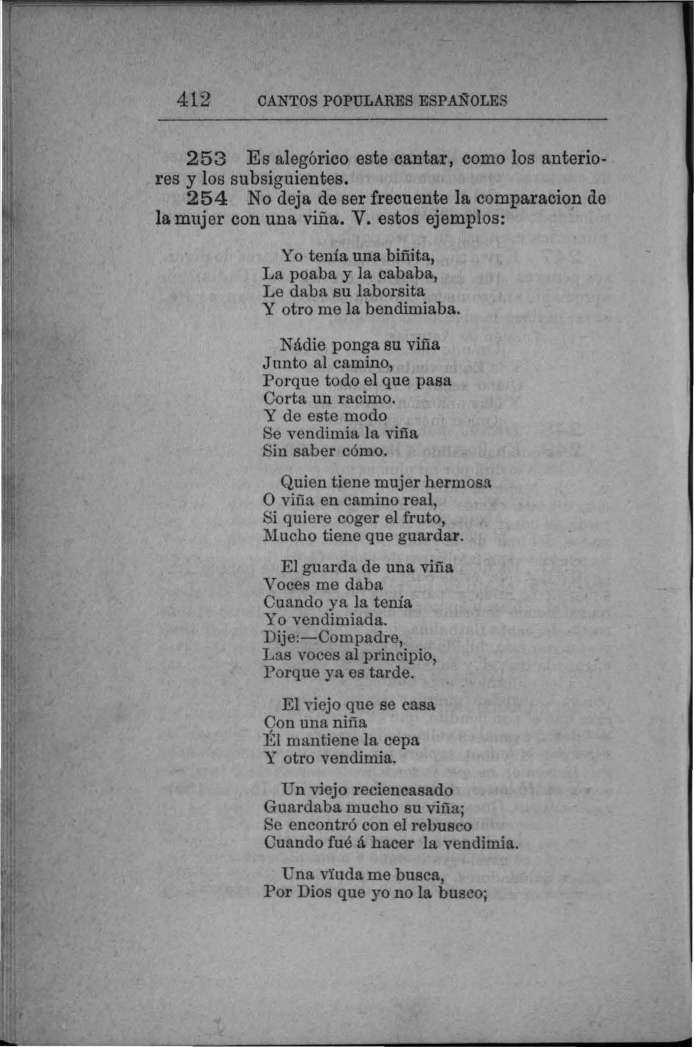 412 CANTOS POPULARES ESPAÑOLES
253 Es alegórico este cantar, como los anterio-
res y los subsiguientes.
254 No deja de ser frecuente la comparacion de
la mujer con una viña. V. estos ejemplos:
Yo tenía una biñita,
La poaba y la cababa,
Le daba su laborsita
Y otro me la bendimiaba.
Nádie ponga su viña
Junto al camino,
Porque todo el que pasa
Corta un racimo.
Y de este modo
Se vendimia la viña
Sin saber cómo.
Quien tiene mujer hermosa
O viña en camino real,
Si quiere coger el fruto,
Mucho tiene que guardar.
El guarda de una viña
Voces me daba
Cuando ya la tenía
Yo vendimiada.
Dije:—Compadre,
Las voces al principio,
Porque ya es tarde.
El viejo que se casa
Con una niña
Él mantiene la cepa
Y otro vendimia.
Un viejo reciencasado
Guardaba mucho su viña;
Se encontró con el rebusco
Cuando fué á hacer la vendimia.
Una vïuda me busca,
Por Dios que yo no la busco;